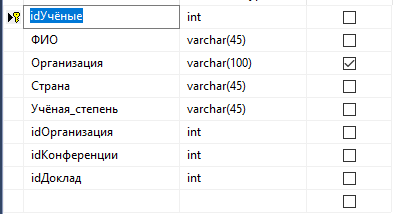 idУчёные int
ФИО varchar(45)
Организация varchar(100)
Страна varchar(45)
Учёная_степень varchar(45)
idОрганизация int
idКонференции int
idДоклад int